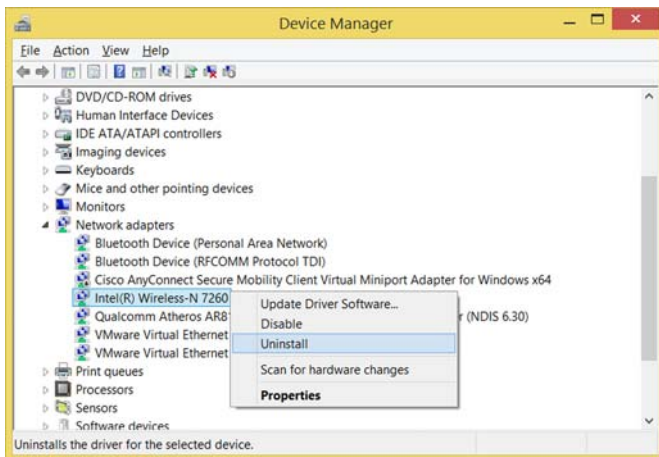 Device Manager
File Action View Help
DVD/CD-ROM drives
Human Interface Devices
IDE ATA/ATAPI controllers
Imaging devices
Keyboards
Mice and other pointing devices
Monitors
Network adapters
Bluetooth Device (Personal Area Network)
Bluetooth Device (RFCOMM Protocol TDI)
Cisco AnyConnect Secure Mobility Client Virtual Miniport Adapter for Windows x64
Intel(R) Wireless-N 7260
Update Driver Software...
Qualcomm Atheros AR81 (NDIS 6.30)
Disable
VMware Virtual Ethernet
Uninstall
VMware Virtual Ethernet
Print queues
Scan for hardware changes
Processors
Properties
Sensors
Software devices
Uninstalls the driver for the selected device.